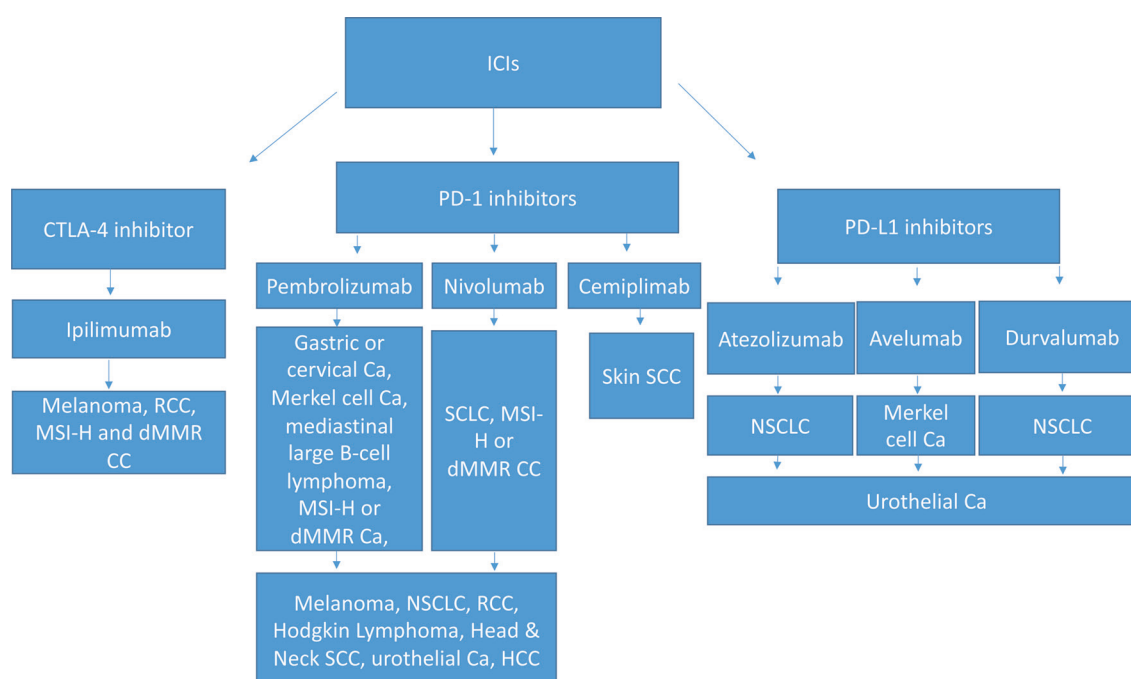 ICIs
CTLA-4 inhibitor
Ipilimumab
Melanoma, RCC,
MSI-H and dMMR
CC
PD-1 inhibitors
Pembrolizumab
Gastric or
cervical Ca,
Merkel cell Ca,
mediastinal
large B-cell
lymphoma,
MSI-H or
dMMR Ca,
Nivolumab
SCLC, MSI-
H or
dMMR CC
Cemiplimab
Skin SCC
Melanoma, NSCLC, RCC,
Hodgkin Lymphoma, Head &
Neck SCC, urothelial Ca, HCC
PD-L1 inhibitors
Atezolizumab
NSCLC
Avelumab
Merkel
cell Ca
Durvalumab
NSCLC
Urothelial Ca